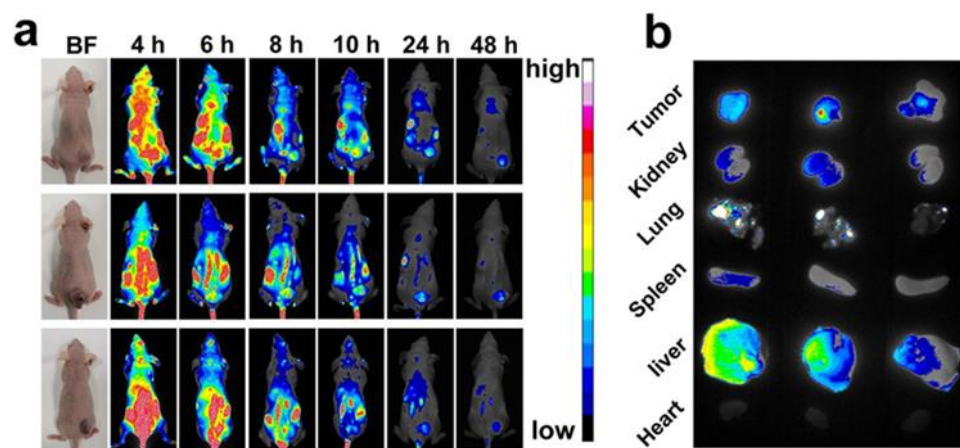 a
BF 4 h 6 h 8 h 10 h 24 h 48 h
high
low
b
Tumor
Kidney
Lung
Spleen
liver
Heart